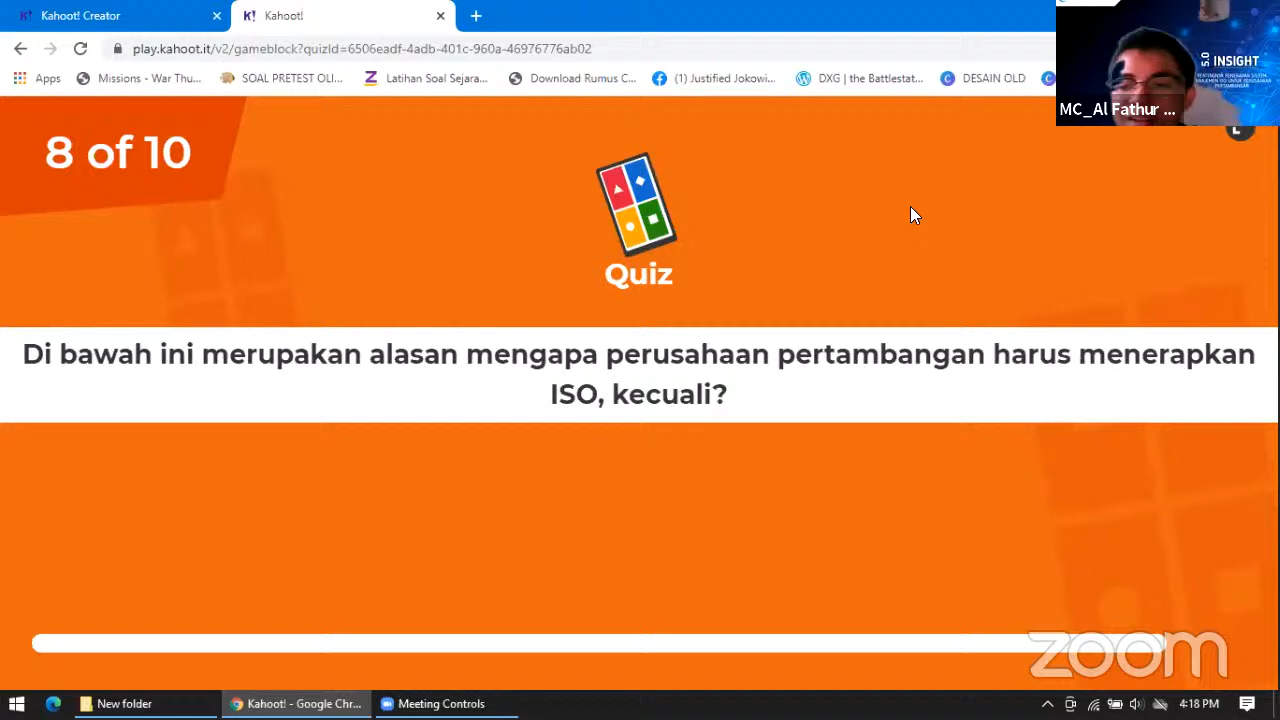 Kahoot! Creator
Kahoot!
play.kahoot.it/v2/gameblock?quizId=6506eadf-4adb-401c-960a-46976776ab02
Apps
Missions - War Thu...
SOAL PRETEST OLI...
Latihan Soal Sejara...
Download Rumus C...
(1) Justified Jokowi...
DXG | the Battlestat...
DESAIN OLD
5.0 INSIGHT
MC_Al Fathur ...
8 of 10
Quiz
Di bawah ini merupakan alasan mengapa perusahaan pertambangan harus menerapkan
ISO, kecuali?
zoom
New folder
Kahoot! - Google Chr...
Meeting Controls
4:18 PM